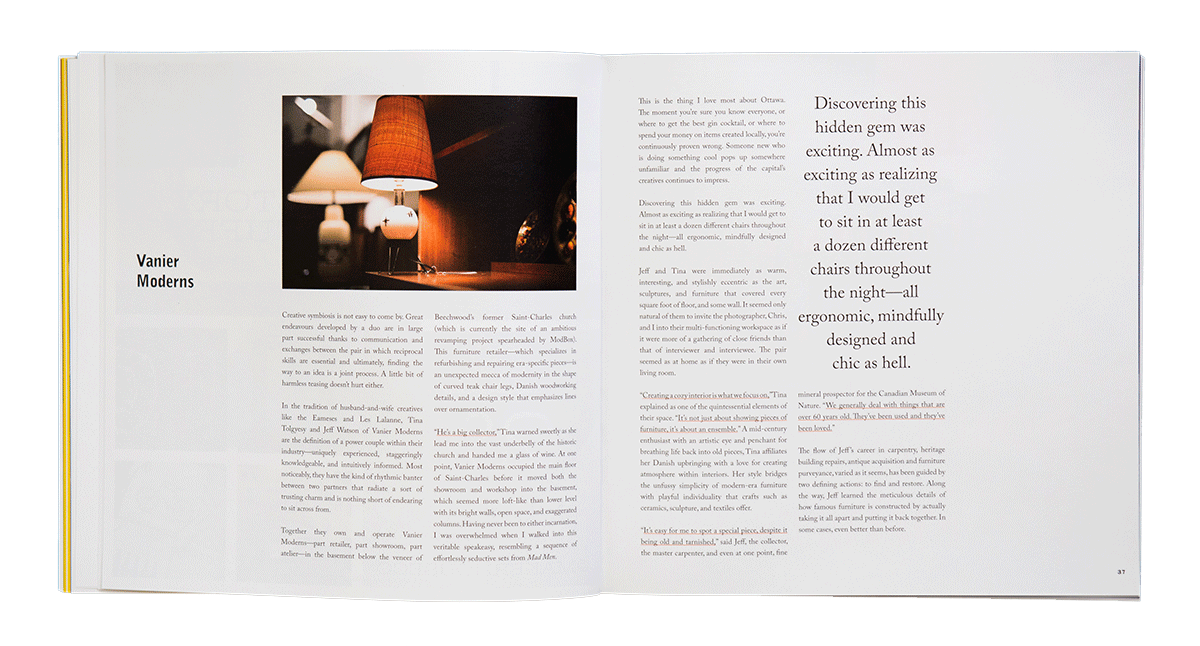 Vanier
Moderns
Creative symbiosis is not easy to come by. Great
endeavours developed by a duo are in large
part successful thanks to communication and
exchanges between the pair in which reciprocal
skills are essential and ultimately, finding the
way to an idea is a joint process. A little bit of
harmless teasing doesn't hurt either.
In the tradition of husband-and-wife creatives
like the Eameses and Les Lalanne, Tina
Tolgyesy and Jeff Watson of Vanier Moderns
are the definition of a power couple within their
industry—uniquely experienced, staggeringly
knowledgeable, and intuitively informed. Most
noticeably, they have the kind of rhythmic banter
between two partners that radiate a sort of
trusting charm and is nothing short of endearing
to sit across from.
Together they own and operate Vanier
Moderns—part retailer, part showroom, part
atelier—in the basement below the veneer of
Beechwood's former Saint-Charles church
(which is currently the site of an ambitious
revamping project spearheaded by ModBox).
This furniture retailer—which specializes in
refurbishing and repairing era-specific pieces—is
an unexpected mecca of modernity in the shape
of curved teak chair legs, Danish woodworking
details, and a design style that emphasizes lines
over ornamentation.
"He's a big collector," Tina warned sweetly as she
lead me into the vast underbelly of the historic
church and handed me a glass of wine. At one
point, Vanier Moderns occupied the main floor
of Saint-Charles before it moved both the
showroom and workshop into the basement,
which seemed more loft-like than lower level
with its bright walls, open space, and exaggerated
columns. Having never been to either incarnation,
I was overwhelmed when I walked into this
veritable speakeasy, resembling a sequence of
effortlessly seductive sets from Mad Men.
This is the thing I love most about Ottawa.
The moment you're sure you know everyone, or
where to get the best gin cocktail, or where to
spend your money on items created locally, you're
continuously proven wrong. Someone new who
is doing something cool pops up somewhere
unfamiliar and the progress of the capital's
creatives continues to impress.
Discovering this hidden gem was exciting.
Almost as exciting as realizing that I would get to
sit in at least a dozen different chairs throughout
the night—all ergonomic, mindfully designed
and chic as hell.
Jeff and Tina were immediately as warm,
interesting, and stylishly eccentric as the art,
sculptures, and furniture that covered every
square foot of floor, and some wall. It seemed only
natural of them to invite the photographer, Chris,
and I into their multi-functioning workspace as if
it were more of a gathering of close friends than
that of interviewer and interviewee. The pair
seemed as at home as if they were in their own
living room.
"Creating a cozy interior is what we focus on," Tina
explained as one of the quintessential elements of
their space. "It's not just about showing pieces of
furniture, it's about an ensemble." A mid-century
enthusiast with an artistic eye and penchant for
breathing life back into old pieces, Tina affiliates
her Danish upbringing with a love for creating
atmosphere within interiors. Her style bridges
the unfussy simplicity of modern-era furniture
with playful individuality that crafts such as
ceramics, sculpture, and textiles offer.
"It's easy for me to spot a special piece, despite it
being old and tarnished," said Jeff, the collector,
the master carpenter, and even at one point, fine
Discovering this
hidden gem was
exciting. Almost as
exciting as realizing
that I would get
to sit in at least
a dozen different
chairs throughout
the night—all
ergonomic, mindfully
designed and
chic as hell.
mineral prospector for the Canadian Museum of
Nature. "We generally deal with things that are
over 60 years old. They've been used and they've
been loved."
The flow of Jeff's career in carpentry, heritage
building repairs, antique acquisition and furniture
purveyance, varied as it seems, has been guided by
two defining actions: to find and restore. Along
the way, Jeff learned the meticulous details of
how famous furniture is constructed by actually
taking it all apart and putting it back together. In
some cases, even better than before.
37